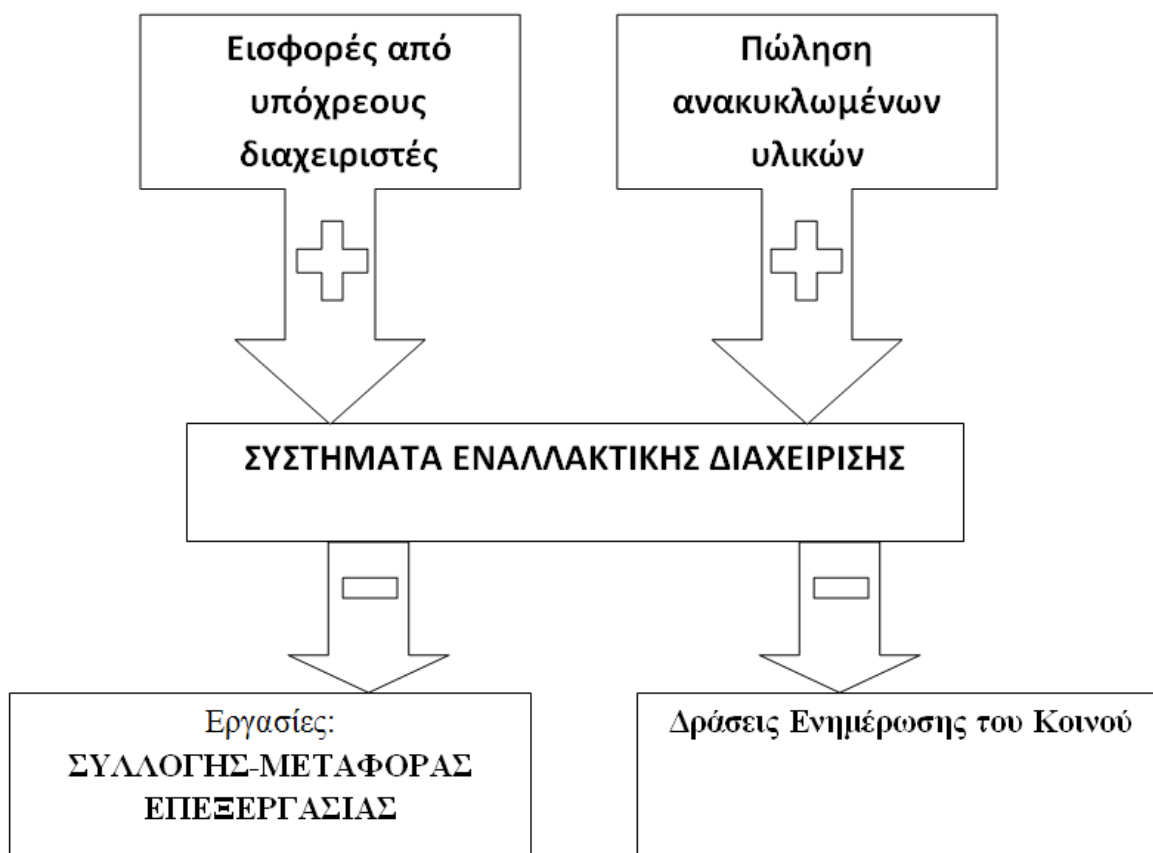 Εισφορές από
υπόχρεους
διαχειριστές
Πώληση
ανακυκλωμένων
υλικών
ΣΥΣΤΗΜΑΤΑ ΕΝΑΛΛΑΚΤΙΚΗΣ ΔΙΑΧΕΙΡΙΣΗΣ
Εργασίες:
ΣΥΛΛΟΓΗΣ-ΜΕΤΑΦΟΡΑΣ
ΕΠΕΞΕΡΓΑΣΙΑΣ
Δράσεις Ενημέρωσης του Κοινού